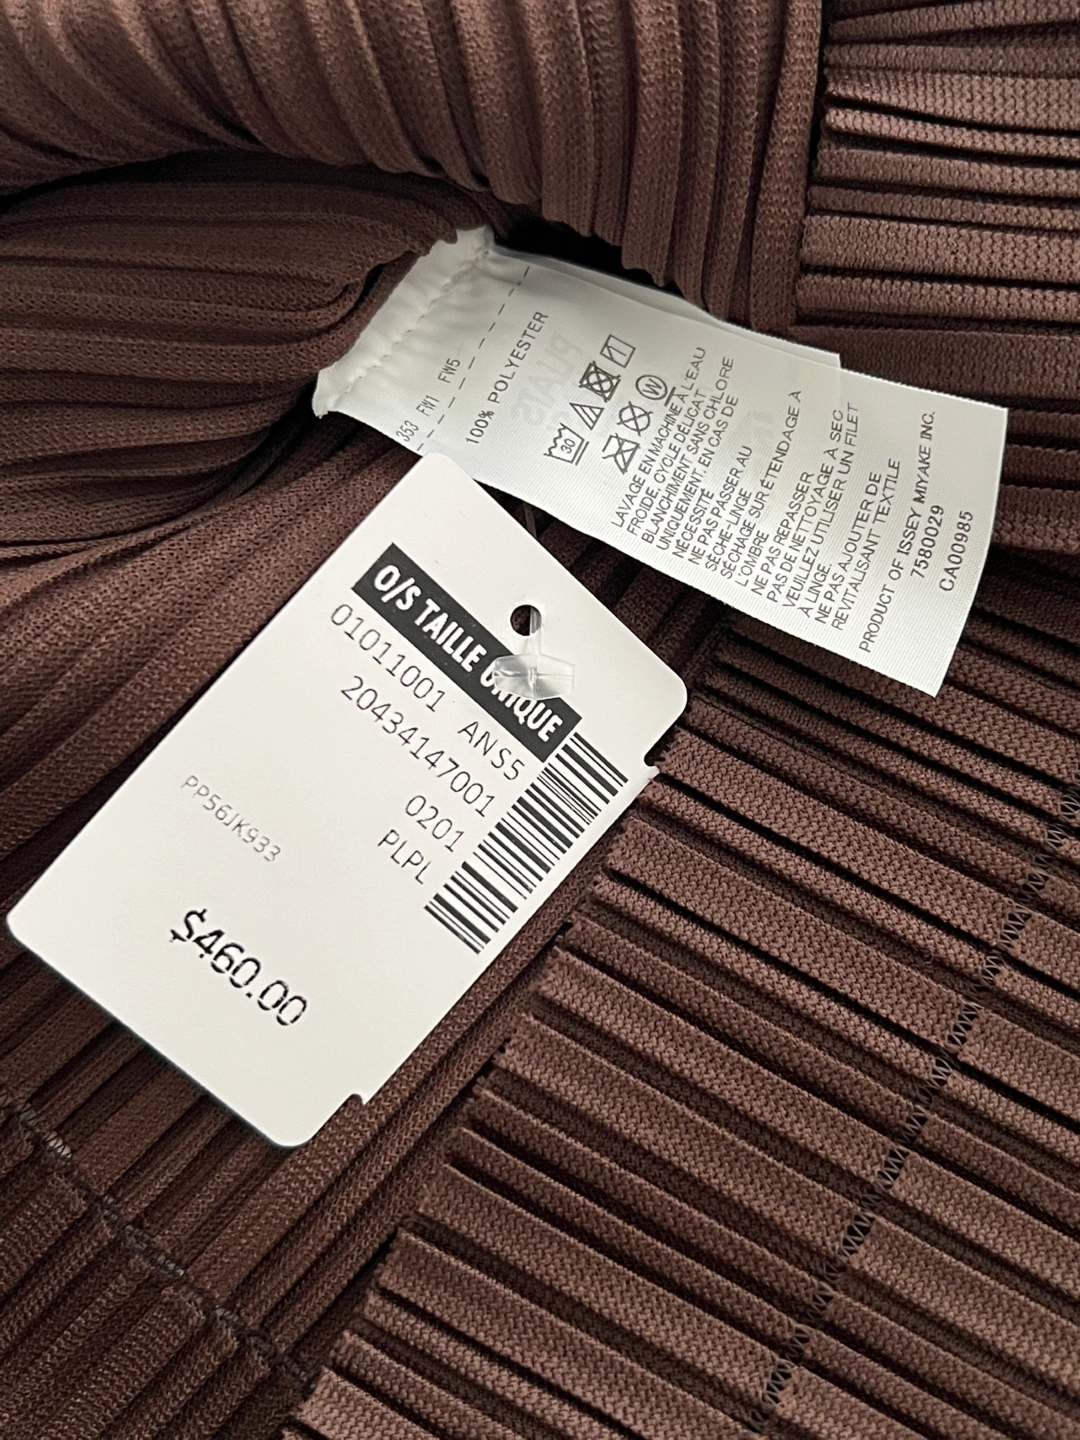 353 FW1 FW5
100% POLYESTER
30
W
LAVAGE EN MACHINE À L'EAU
FROIDE, CYCLE DÉLICAT
BLANCHIMENT SANS CHLORE
UNIQUEMENT, EN CAS DE
NÉCESSITÉ
NE PAS PASSER AU
SÈCHE-LINGE
SÉCHAGE SUR ÉTENDAGE À
L'OMBRE
NE PAS REPASSER
PAS DE NETTOYAGE À SEC
VEUILLEZ UTILISER UN FILET
À LINGE.
NE PAS AJOUTER DE
REVITALISANT TEXTILE
PRODUCT OF ISSEY MIYAKE INC.
7580029
CA00985
O/S TAILLE UNIQUE
01011001 ANS5
20434147001
0201
PLPL
PP56JK933
$460.00